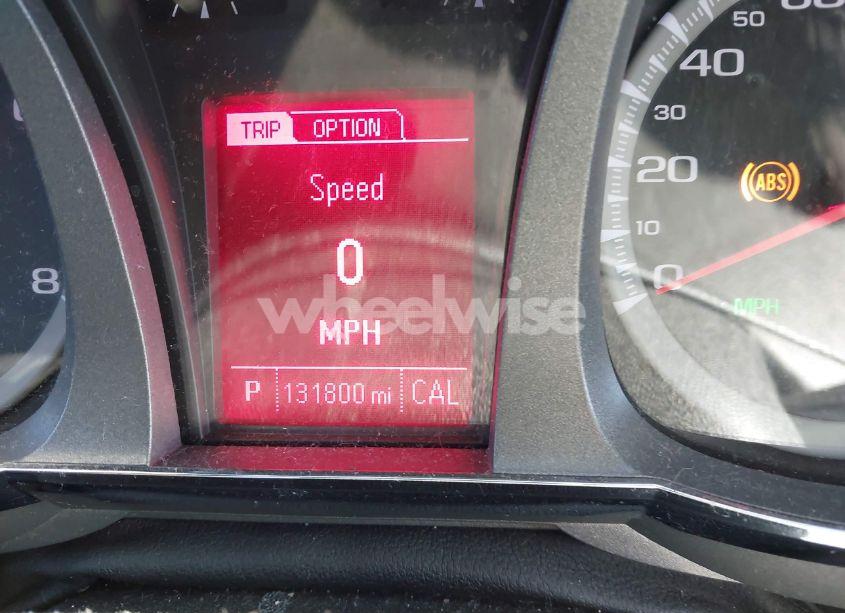 TRIP OPTION
Speed
0
MPH
P 131800 mi CAL
8
50
40
30
20
10
0
MPH
ABS
wheelwise